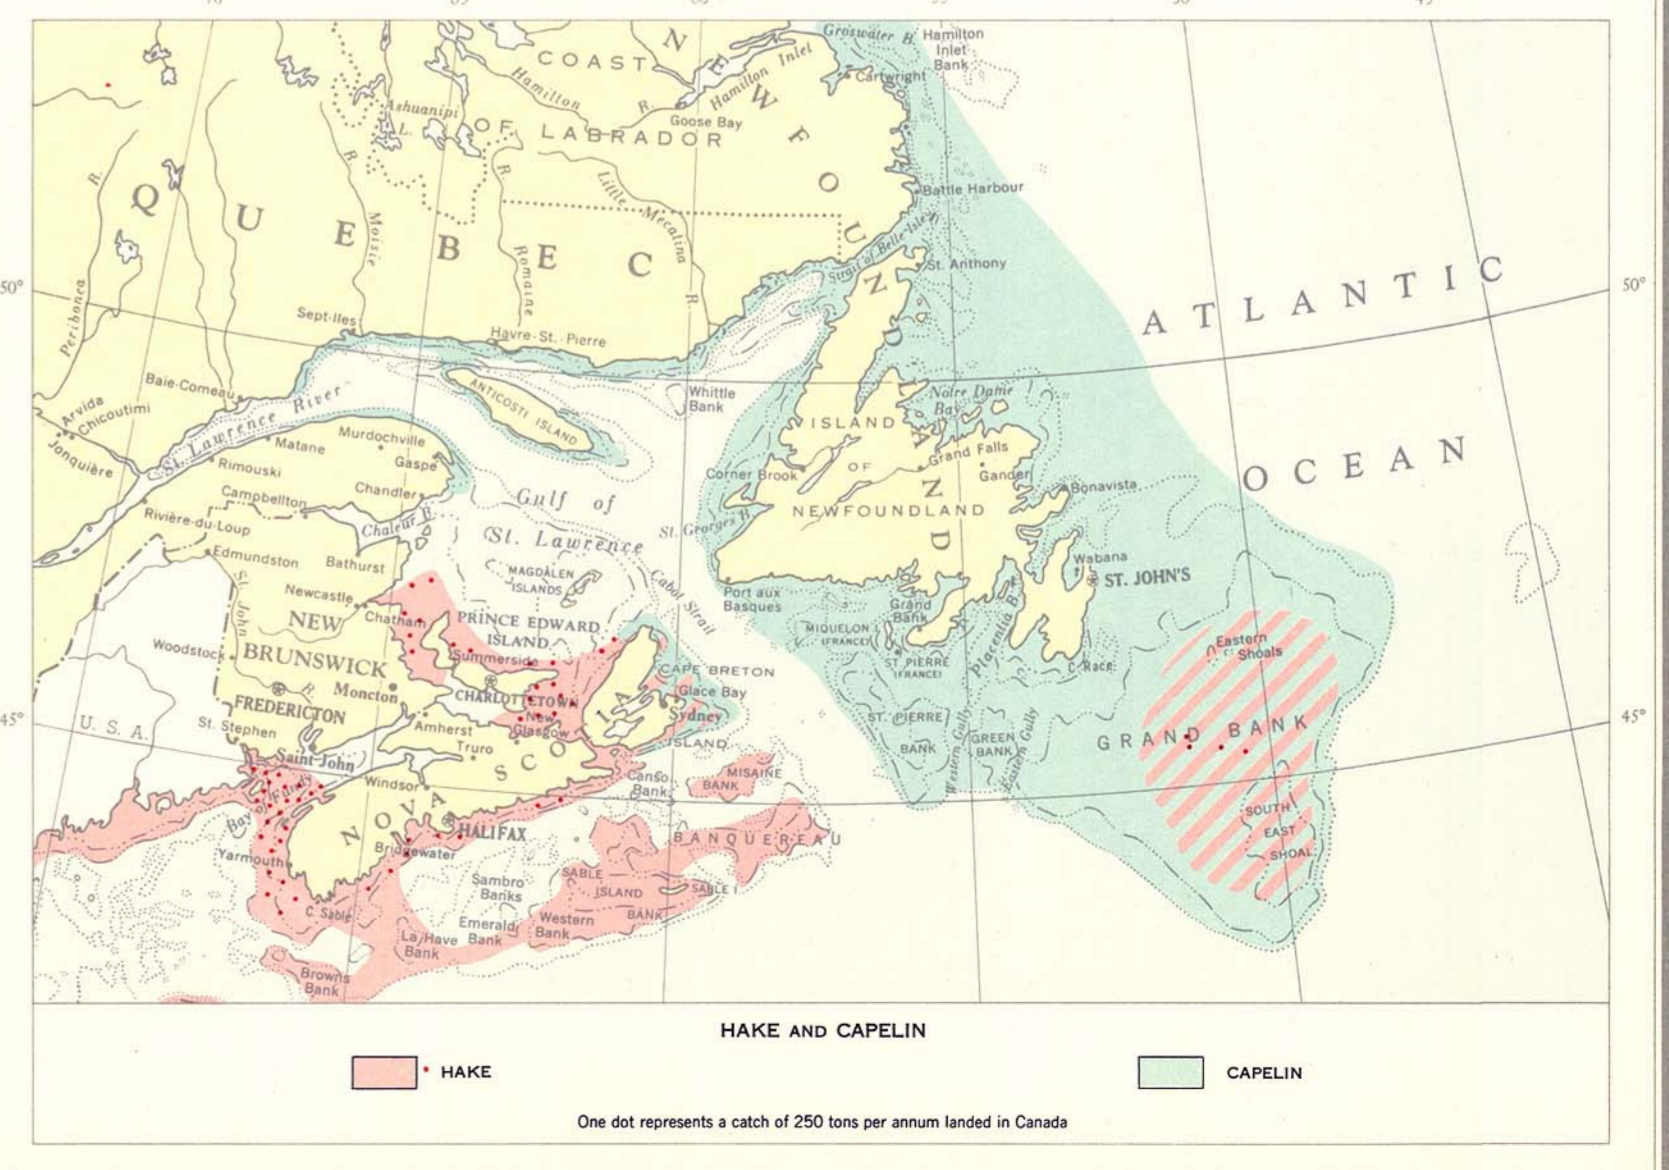 Groswater B.
Hamilton
Inlet
Bank
COAST
NEWFOUNDLAND
Hamilton
R.
Hamilton Inlet
Cartwright
Ashuanipi
L.
Goose Bay
OF LABRADOR
R.
R.
R.
Little Mecatina
R.
Battle Harbour
QUEBEC
Moisie
Romaine
Strait of Belle-Isle
St. Anthony
50°
50°
ATLANTIC
Peribonca
Sept-Iles
Havre-St.-Pierre
Baie-Comeau
ANTICOSTI ISLAND
Whittle
Bank
Notre Dame
Bay
Arvida
Chicoutimi
Jonquière
St. Lawrence River
Matane
Murdochville
Rimouski
Gaspe
ISLAND
OF
NEWFOUNDLAND
Grand Falls
Gander
Corner Brook
OCEAN
Bonavista
Campbellton
Chandler
Gulf of
St. Lawrence
St. Georges B.
Rivière-du-Loup
Chaleur B.
Edmundston
Bathurst
MAGDALEN
ISLANDS
Cabot Strait
Wabana
ST. JOHN'S
Port aux
Basques
Newcastle
St. John
R.
NEW
BRUNSWICK
Chatham
PRINCE EDWARD
ISLAND
Grand
Bank
MIQUELON
(FRANCE)
Placentia B.
Woodstock
Summerside
ST. PIERRE
(FRANCE)
C. Race
Eastern
Shoals
CAPE BRETON
ISLAND
Moncton
CHARLOTTETOWN
Glace Bay
Sydney
FREDERICTON
New
Glasgow
45°
45°
U.S.A.
St. Stephen
Amherst
ST. PIERRE
BANK
GREEN
BANK
Western Gully
Eastern Gully
GRAND BANK
Saint John
Truro
NOVA SCOTIA
Windsor
Canso
Bank
MISAINE
BANK
Bay of Fundy
HALIFAX
BANQUEREAU
SOUTH
EAST
SHOAL
Yarmouth
Bridgewater
Sambro
Banks
SABLE
ISLAND
BANK
SABLE I.
C. Sable
Emerald
Bank
Western
Bank
La Have
Bank
Browns
Bank
HAKE AND CAPELIN
HAKE
CAPELIN
One dot represents a catch of 250 tons per annum landed in Canada